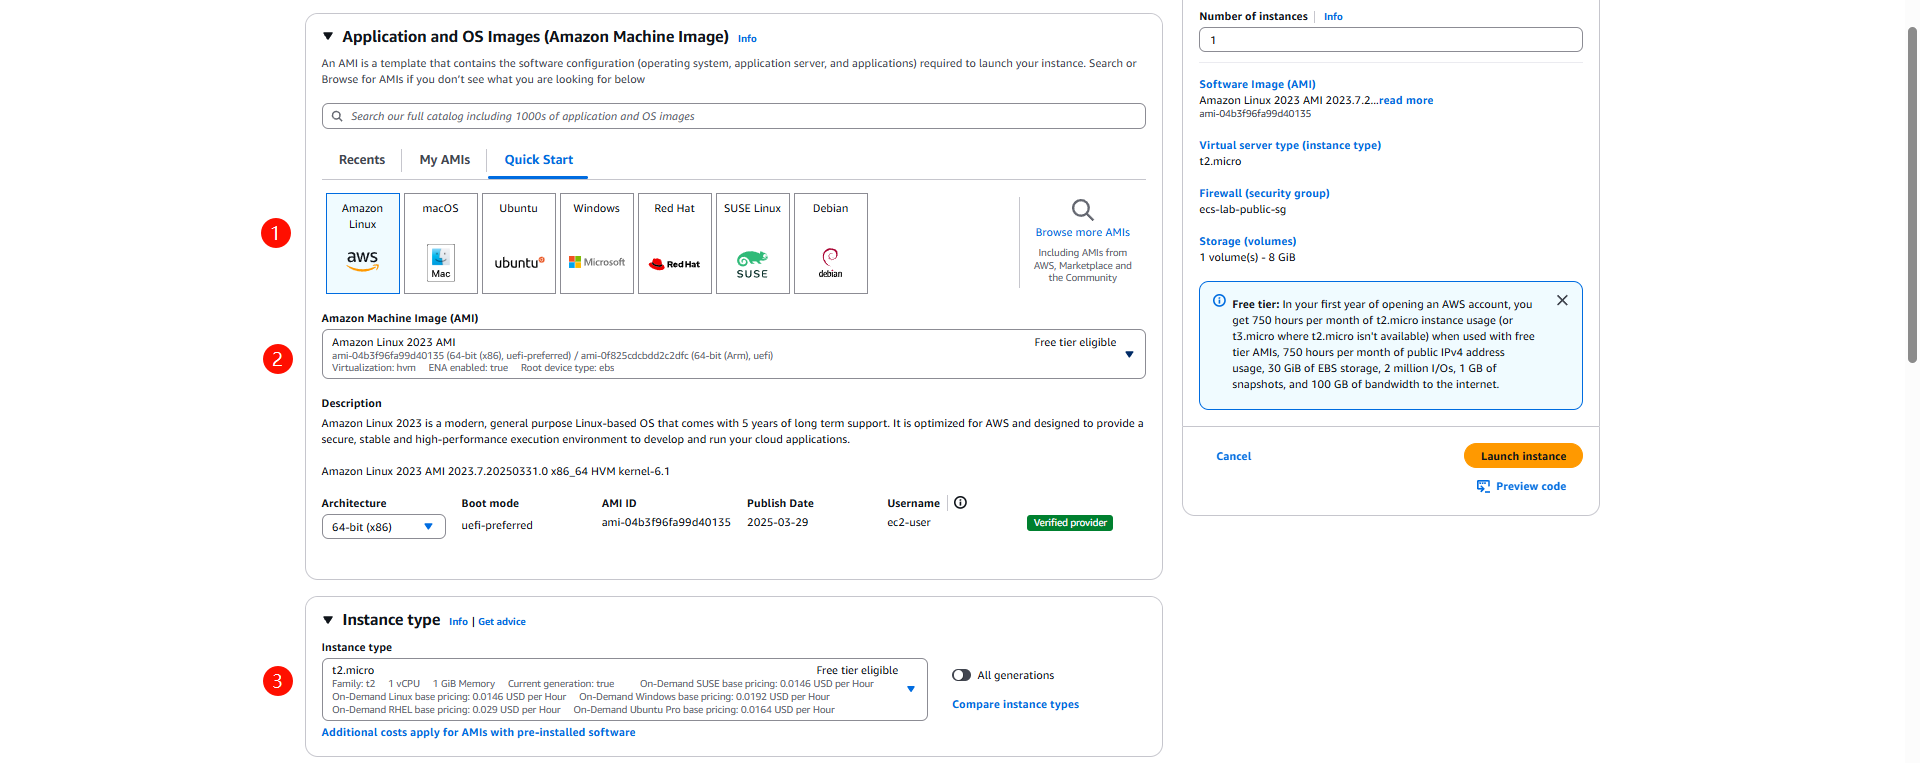 Application and OS Images (Amazon Machine Image) Info
An AMI is a template that contains the software configuration (operating system, application server, and applications) required to launch your instance. Search or
Browse for AMIs if you don't see what you are looking for below
Search our full catalog including 1000s of application and OS images
Recents
My AMIs
Quick Start
1
Amazon
Linux
aws
macOS
Mac
Ubuntu
ubuntu
Windows
Microsoft
Red Hat
Red Hat
SUSE Linux
SUSE
Debian
debian
Browse more AMIs
Including AMIs from
AWS, Marketplace and
the Community
Amazon Machine Image (AMI)
2
Amazon Linux 2023 AMI
Free tier eligible
ami-04b3f96fa99d40135 (64-bit (x86), uefi-preferred) / ami-0f825cdcbdd2c2dfc (64-bit (Arm), uefi)
Virtualization: hvm ENA enabled: true Root device type: ebs
Description
Amazon Linux 2023 is a modern, general purpose Linux-based OS that comes with 5 years of long term support. It is optimized for AWS and designed to provide a
secure, stable and high-performance execution environment to develop and run your cloud applications.
Amazon Linux 2023 AMI 2023.7.20250331.0 x86_64 HVM kernel-6.1
Architecture
64-bit (x86)
Boot mode
uefi-preferred
AMI ID
ami-04b3f96fa99d40135
Publish Date
2025-03-29
Username
ec2-user
Verified provider
Instance type Info | Get advice
Instance type
3
t2.micro
Free tier eligible
Family: t2 1 vCPU 1 GiB Memory Current generation: true On-Demand SUSE base pricing: 0.0146 USD per Hour
On-Demand Linux base pricing: 0.0146 USD per Hour On-Demand Windows base pricing: 0.0192 USD per Hour
On-Demand RHEL base pricing: 0.029 USD per Hour On-Demand Ubuntu Pro base pricing: 0.0164 USD per Hour
All generations
Compare instance types
Additional costs apply for AMIs with pre-installed software
Number of instances Info
1
Software Image (AMI)
Amazon Linux 2023 AMI 2023.7.2...read more
ami-04b3f96fa99d40135
Virtual server type (instance type)
t2.micro
Firewall (security group)
ecs-lab-public-sg
Storage (volumes)
1 volume(s) - 8 GiB
Free tier: In your first year of opening an AWS account, you
get 750 hours per month of t2.micro instance usage (or
t3.micro where t2.micro isn't available) when used with free
tier AMIs, 750 hours per month of public IPv4 address
usage, 30 GiB of EBS storage, 2 million I/Os, 1 GB of
snapshots, and 100 GB of bandwidth to the internet.
Cancel
Launch instance
Preview code